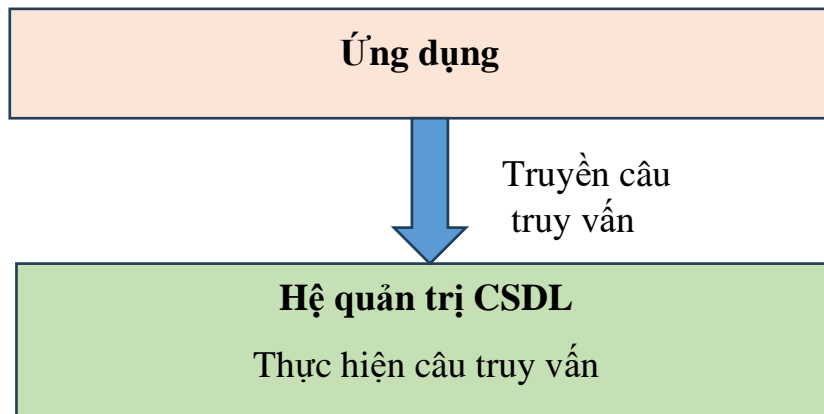 Ứng dụng
Truyền câu
truy vấn
Hệ quản trị CSDL
Thực hiện câu truy vấn